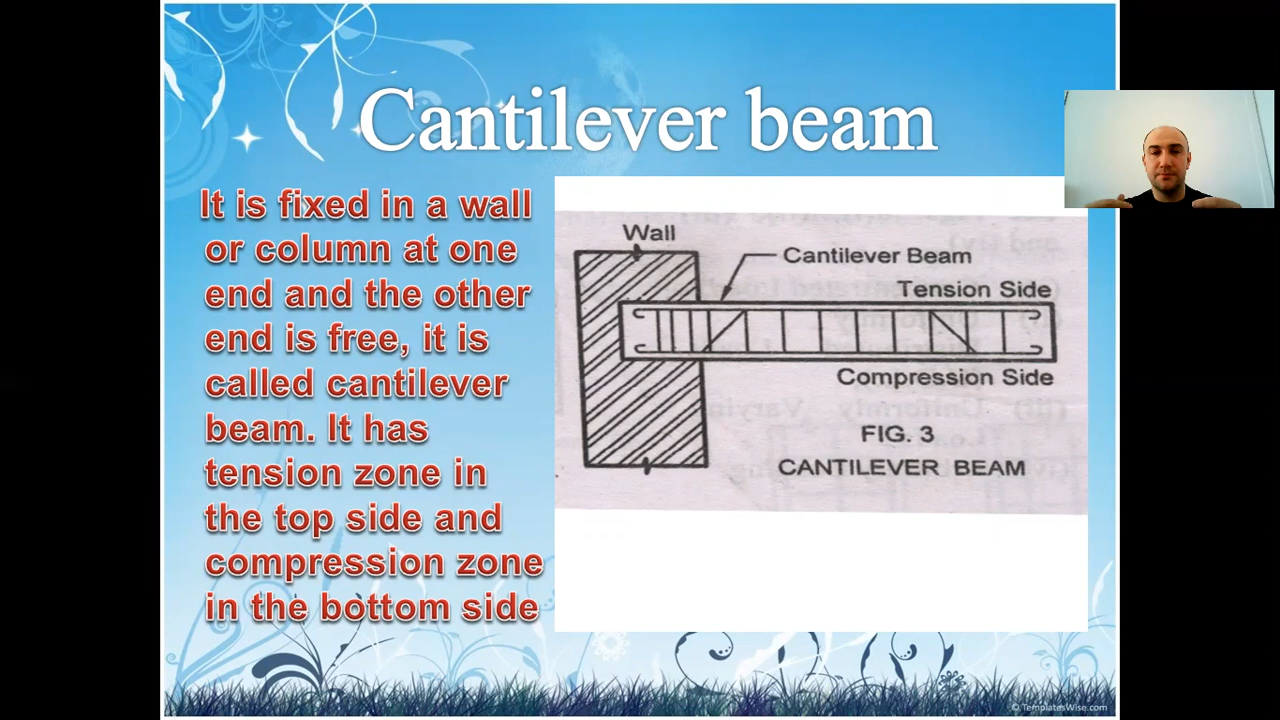 Cantilever beam
It is fixed in a wall
or column at one
end and the other
end is free, it is
called cantilever
beam. It has
tension zone in
the top side and
compression zone
in the bottom side
Wall
Cantilever Beam
Tension Side
Compression Side
FIG. 3
CANTILEVER BEAM
© TemplatesWise.com